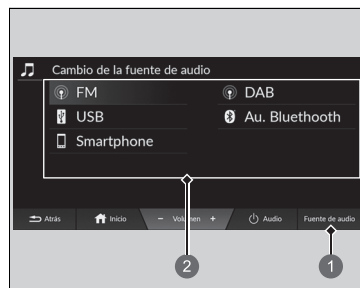 Cambio de la fuente de audio
FM
DAB
USB
Au. Bluethooth
Smartphone
Atrás
Inicio
- Volumen +
Audio
Fuente de audio
2
1